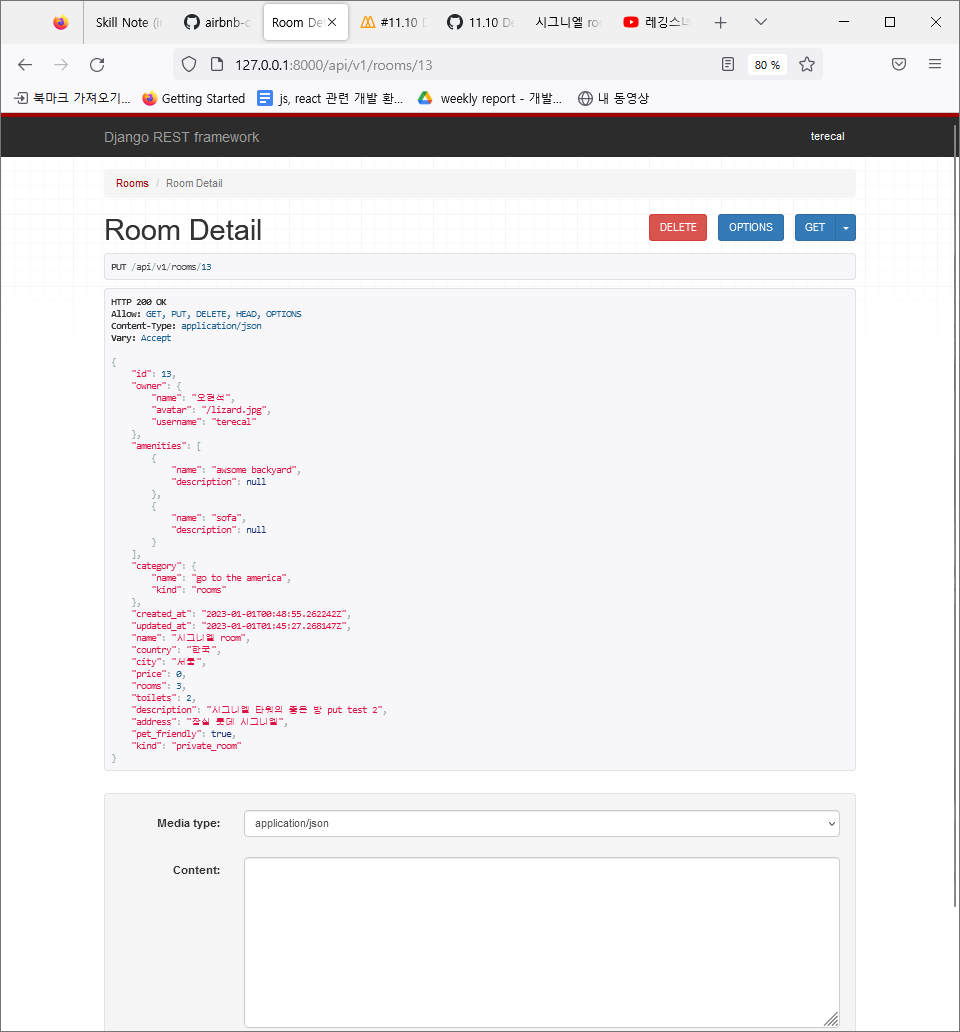 Skill Note (in
airbnb-c
Room De
#11.10 D
11.10 De
시그니엘 roo
레깅스녀
127.0.0.1:8000/api/v1/rooms/13
80 %
북마크 가져오기...
Getting Started
js, react 관련 개발 환...
weekly report - 개발...
내 동영상
Django REST framework
terecal
Rooms / Room Detail
Room Detail
DELETE
OPTIONS
GET
PUT /api/v1/rooms/13
HTTP 200 OK
Allow: GET, PUT, DELETE, HEAD, OPTIONS
Content-Type: application/json
Vary: Accept
{
"id": 13,
"owner": {
"name": "오현석",
"avatar": "/lizard.jpg",
"username": "terecal"
},
"amenities": [
{
"name": "awsome backyard",
"description": null
},
{
"name": "sofa",
"description": null
}
],
"category": {
"name": "go to the america",
"kind": "rooms"
},
"created_at": "2023-01-01T00:48:55.262242Z",
"updated_at": "2023-01-01T01:45:27.268147Z",
"name": "시그니엘 room",
"country": "한국",
"city": "서울",
"price": 0,
"rooms": 3,
"toilets": 2,
"description": "시그니엘 타워의 좋은 방 put test 2",
"address": "잠실 롯데 시그니엘",
"pet_friendly": true,
"kind": "private_room"
}
Media type:
application/json
Content: